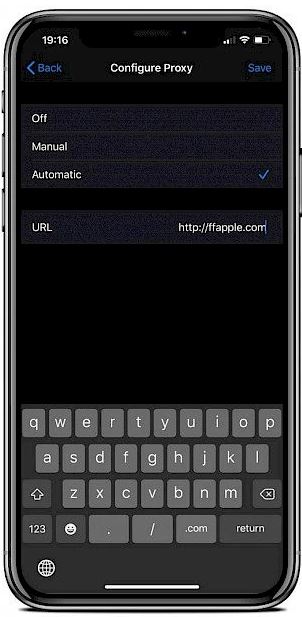 19:16
Back Configure Proxy Save
Off
Manual
Automatic
URL http://ffapple.com
q w e r t y u i o p
a s d f g h j k l
z x c v b n m
123 . / .com return